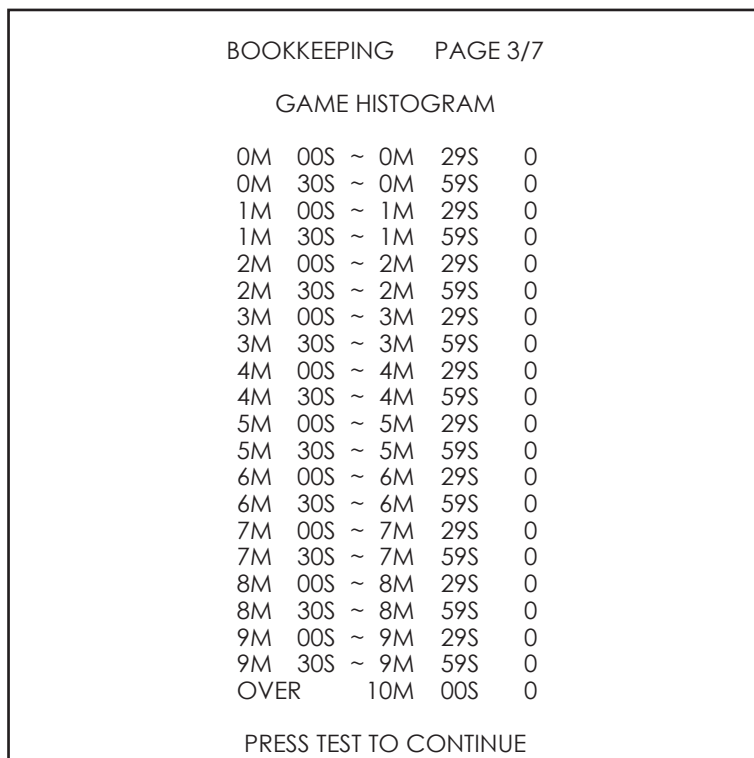 BOOKKEEPING PAGE 3/7
GAME HISTOGRAM
0M 00S ~ 0M 29S 0
0M 30S ~ 0M 59S 0
1M 00S ~ 1M 29S 0
1M 30S ~ 1M 59S 0
2M 00S ~ 2M 29S 0
2M 30S ~ 2M 59S 0
3M 00S ~ 3M 29S 0
3M 30S ~ 3M 59S 0
4M 00S ~ 4M 29S 0
4M 30S ~ 4M 59S 0
5M 00S ~ 5M 29S 0
5M 30S ~ 5M 59S 0
6M 00S ~ 6M 29S 0
6M 30S ~ 6M 59S 0
7M 00S ~ 7M 29S 0
7M 30S ~ 7M 59S 0
8M 00S ~ 8M 29S 0
8M 30S ~ 8M 59S 0
9M 00S ~ 9M 29S 0
9M 30S ~ 9M 59S 0
OVER 10M 00S 0
PRESS TEST TO CONTINUE